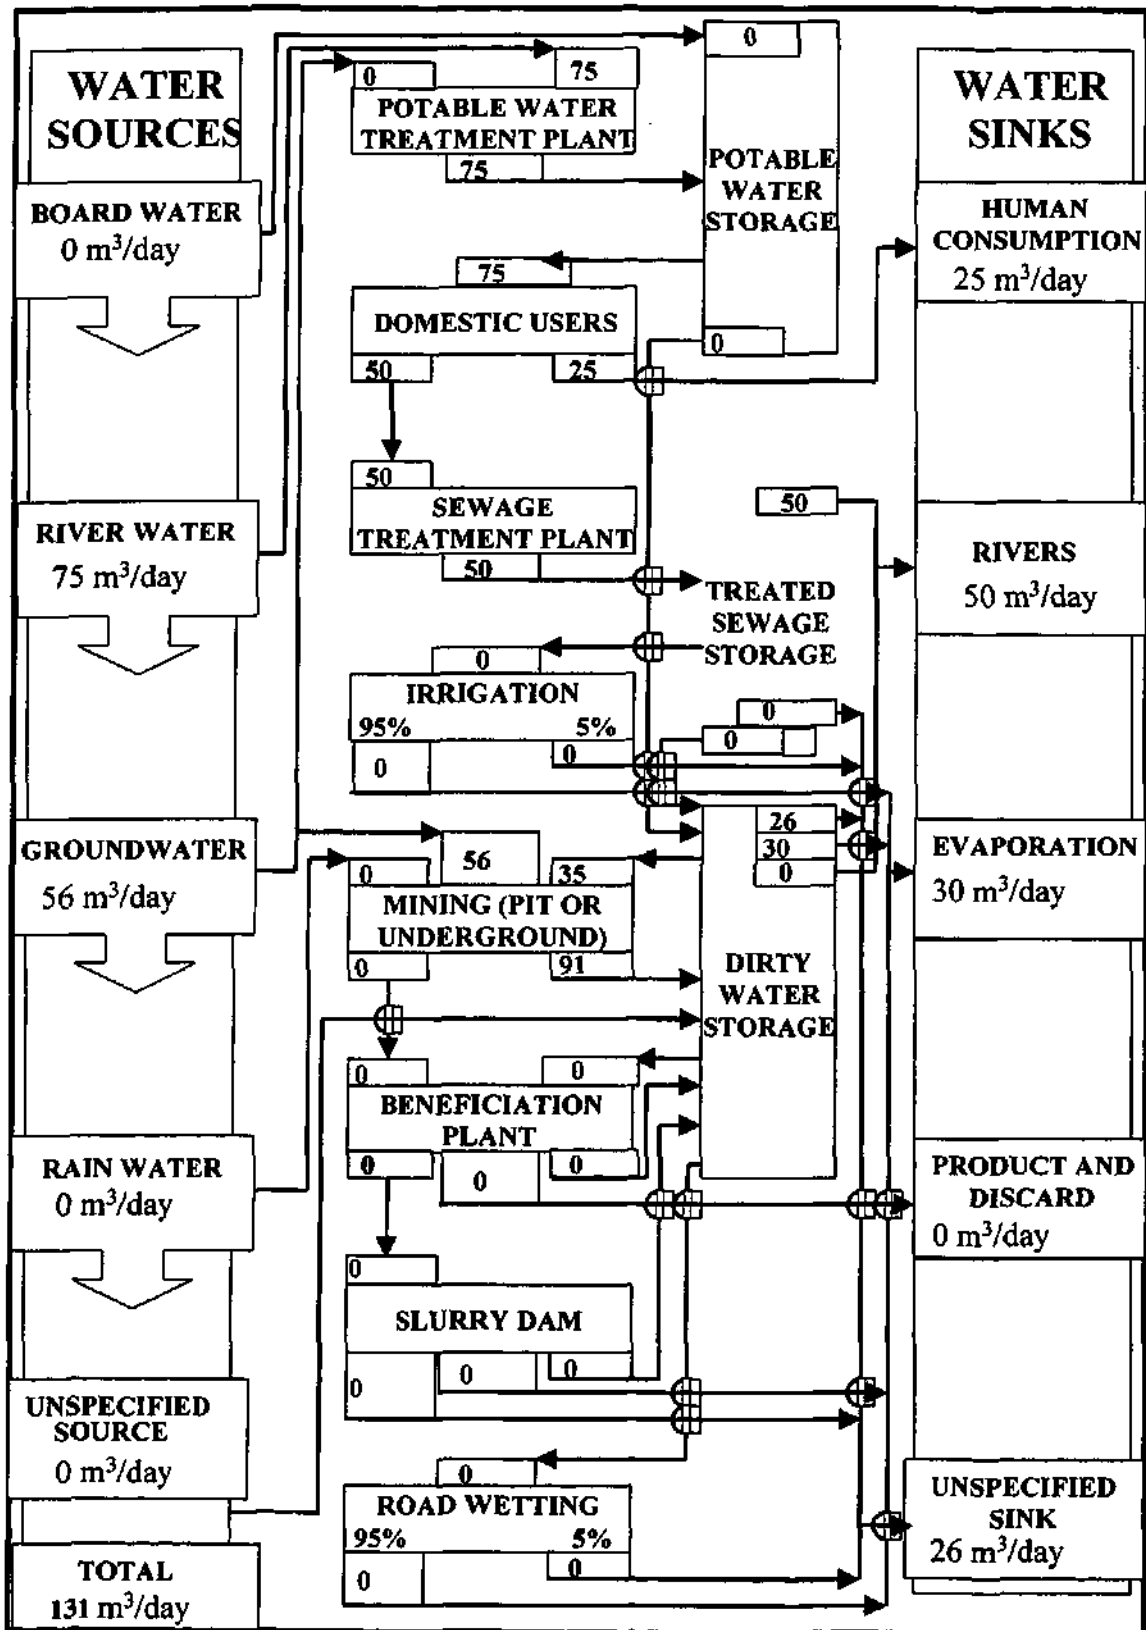 WATER
SOURCES
BOARD WATER
0 m³/day
RIVER WATER
75 m³/day
GROUNDWATER
56 m³/day
RAIN WATER
0 m³/day
UNSPECIFIED
SOURCE
0 m³/day
TOTAL
131 m³/day
0
75
POTABLE WATER
TREATMENT PLANT
75
75
DOMESTIC USERS
50
25
50
SEWAGE
TREATMENT PLANT
50
0
IRRIGATION
95%
5%
0
0
0
56
35
MINING (PIT OR
UNDERGROUND)
0
91
0
0
BENEFICIATION
PLANT
0
0
0
0
SLURRY DAM
0
0
0
0
ROAD WETTING
95%
5%
0
0
0
POTABLE
WATER
STORAGE
0
50
TREATED
SEWAGE
STORAGE
0
0
26
30
0
DIRTY
WATER
STORAGE
WATER
SINKS
HUMAN
CONSUMPTION
25 m³/day
RIVERS
50 m³/day
EVAPORATION
30 m³/day
PRODUCT AND
DISCARD
0 m³/day
UNSPECIFIED
SINK
26 m³/day